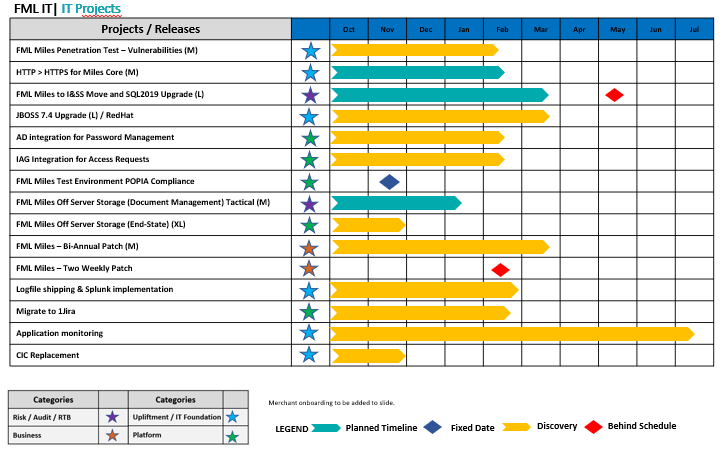 FML IT| IT Projects
Projects / Releases Oct Nov Dec Jan Feb Mar Apr May Jun Jul
FML Miles Penetration Test – Vulnerabilities (M)
HTTP > HTTPS for Miles Core (M)
FML Miles to I&SS Move and SQL2019 Upgrade (L)
JBOSS 7.4 Upgrade (L) / RedHat
AD integration for Password Management
IAG Integration for Access Requests
FML Miles Test Environment POPIA Compliance
FML Miles Off Server Storage (Document Management) Tactical (M)
FML Miles Off Server Storage (End-State) (XL)
FML Miles – Bi-Annual Patch (M)
FML Miles – Two Weekly Patch
Logfile shipping & Splunk implementation
Migrate to 1Jira
Application monitoring
CIC Replacement
Categories Categories
Risk / Audit / RTB Upliftment / IT Foundation
Business Platform
Merchant onboarding to be added to slide.
LEGEND Planned Timeline Fixed Date Discovery Behind Schedule